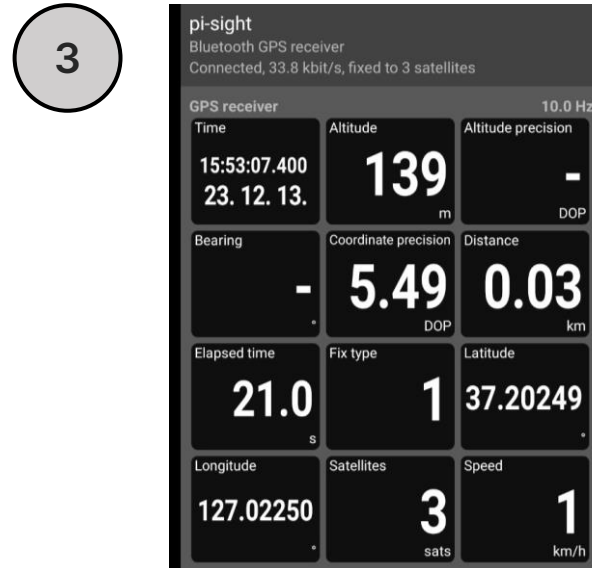 3
pi-sight
Bluetooth GPS receiver
Connected, 33.8 kbit/s, fixed to 3 satellites
GPS receiver 10.0 Hz
Time Altitude Altitude precision
15:53:07.400
23. 12. 13.
139
m
-
DOP
Bearing Coordinate precision Distance
-
°
5.49
DOP
0.03
km
Elapsed time Fix type Latitude
21.0
s
1
37.20249
°
Longitude Satellites Speed
127.02250
°
3
sats
1
km/h